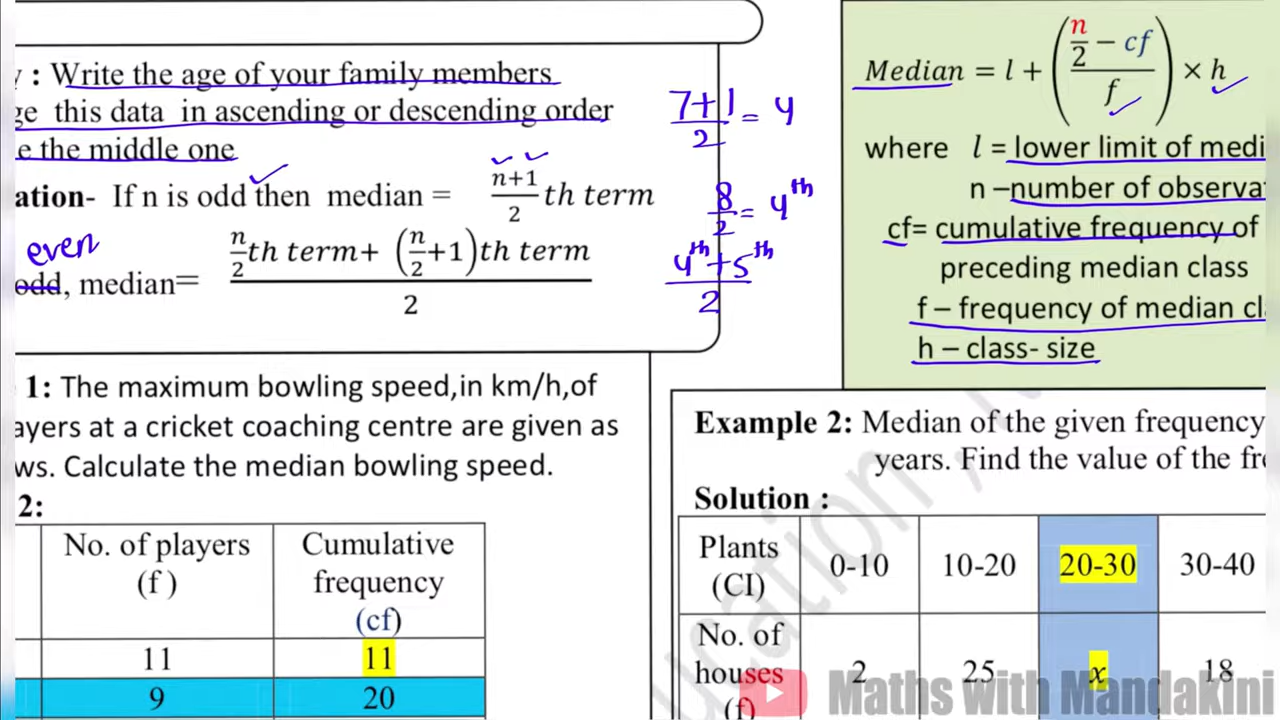 : Write the age of your family members
ge this data in ascending or descending order
e the middle one
ation- If n is odd then median = n+1/2 th term
even
odd, median= n/2 th term+ (n/2+1)th term / 2
7+1/2 = 4
8/2 = 4th
4th+5th/2
Median = l + (n/2 − cf / f) × h
where l = lower limit of medi
n –number of observa
cf= cumulative frequency of
preceding median class
f – frequency of median cl
h – class- size
1: The maximum bowling speed,in km/h,of
ayers at a cricket coaching centre are given as
ws. Calculate the median bowling speed.
2:
No. of players Cumulative
(f ) frequency
(cf)
11 11
9 20
Example 2: Median of the given frequency
years. Find the value of the fre
Solution :
Plants 0-10 10-20 20-30 30-40
(CI)
No. of
houses 2 25 x 18
(f)
ucation
Maths with Mandakini